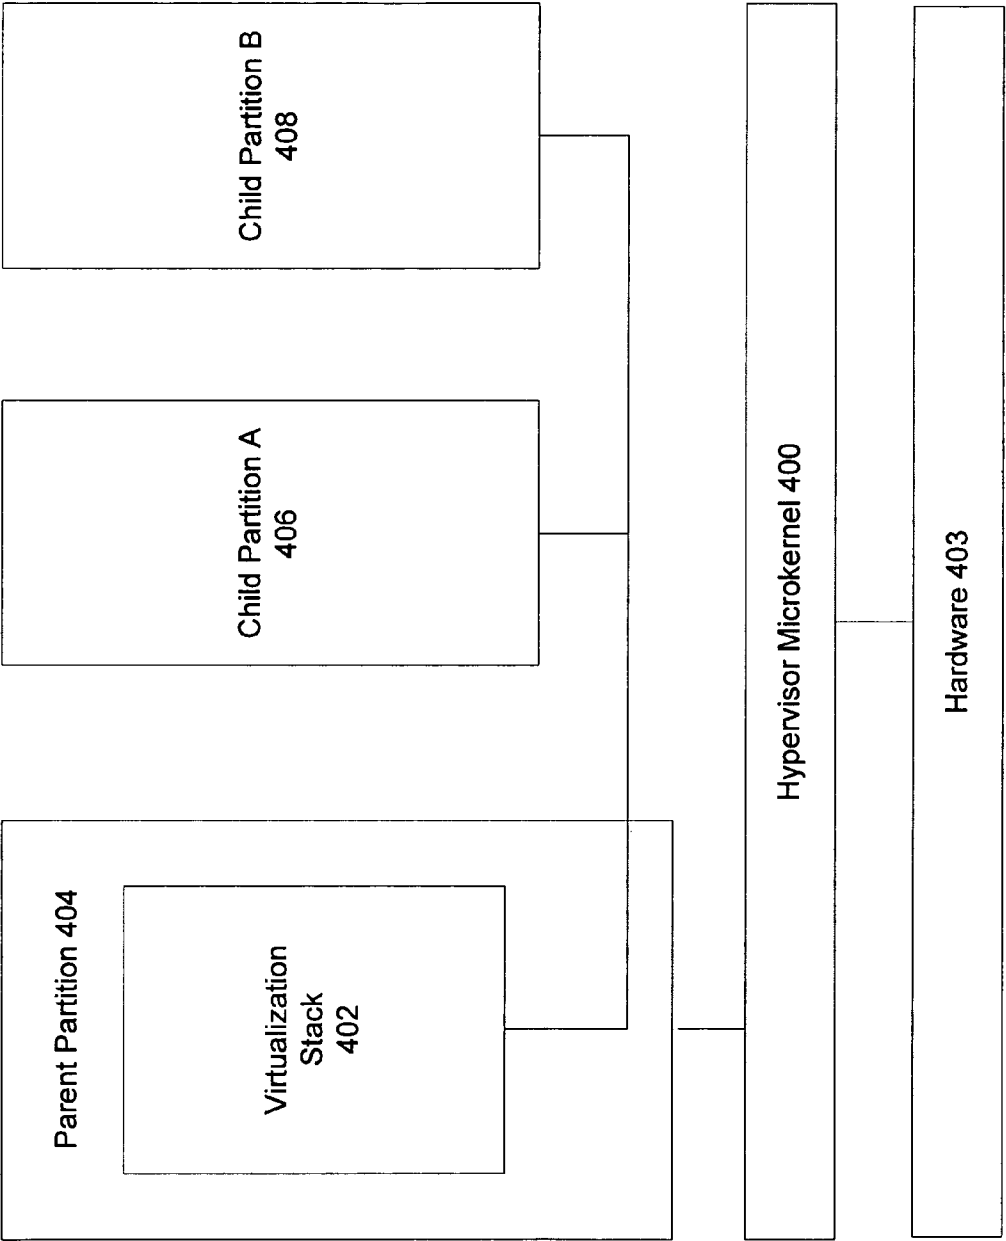 Parent Partition 404
Virtualization
Stack
402
Child Partition A
406
Child Partition B
408
Hypervisor Microkernel 400
Hardware 403